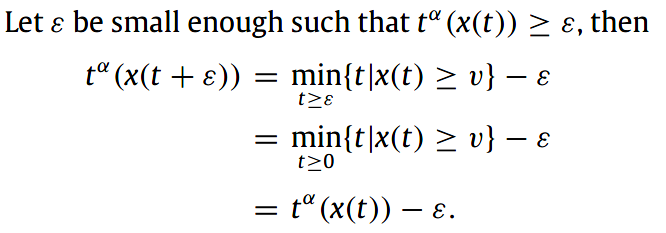 Let ε be small enough such that t^α(x(t)) ≥ ε, then
t^α(x(t + ε)) = min_{t≥ε}{t|x(t) ≥ v} − ε
= min_{t≥0}{t|x(t) ≥ v} − ε
= t^α(x(t)) − ε.